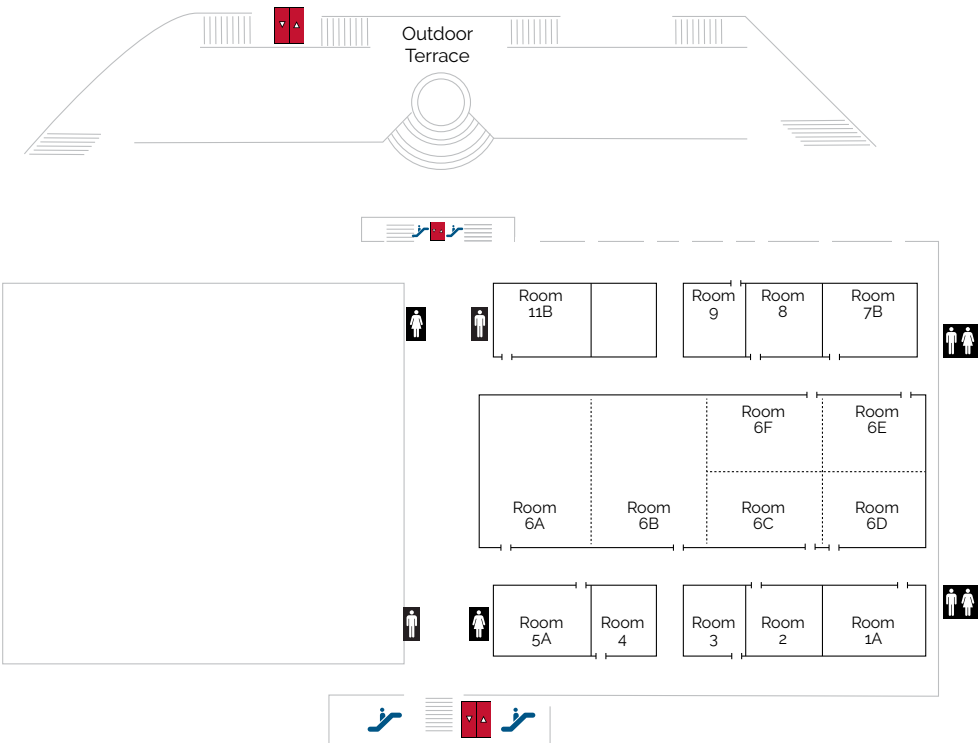 Outdoor
Terrace
Room
11B
Room
9
Room
8
Room
7B
Room
6F
Room
6E
Room
6A
Room
6B
Room
6C
Room
6D
Room
5A
Room
4
Room
3
Room
2
Room
1A